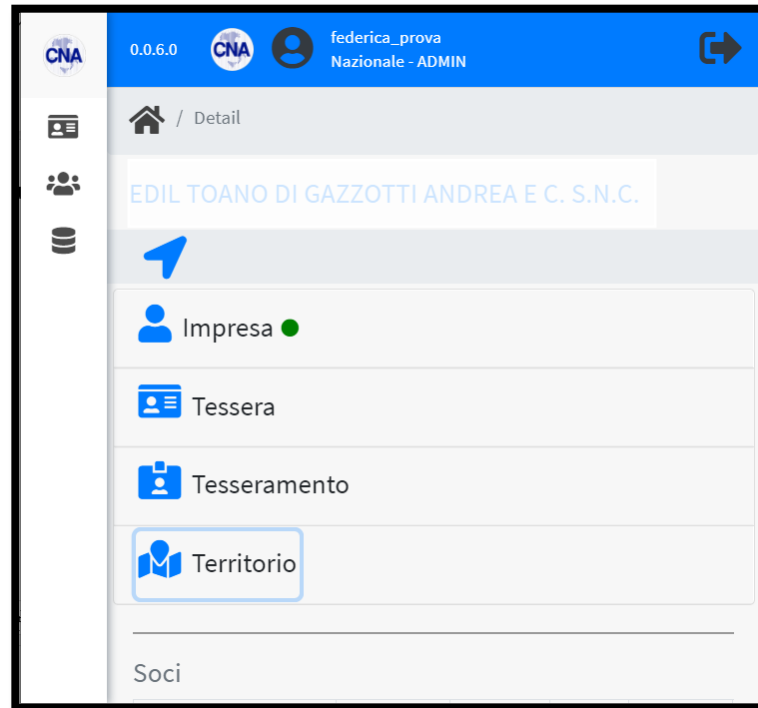 CNA
0.0.6.0
CNA
federica_prova
Nazionale - ADMIN
/ Detail
EDIL TOANO DI GAZZOTTI ANDREA E C. S.N.C.
Impresa
Tessera
Tesseramento
Territorio
Soci